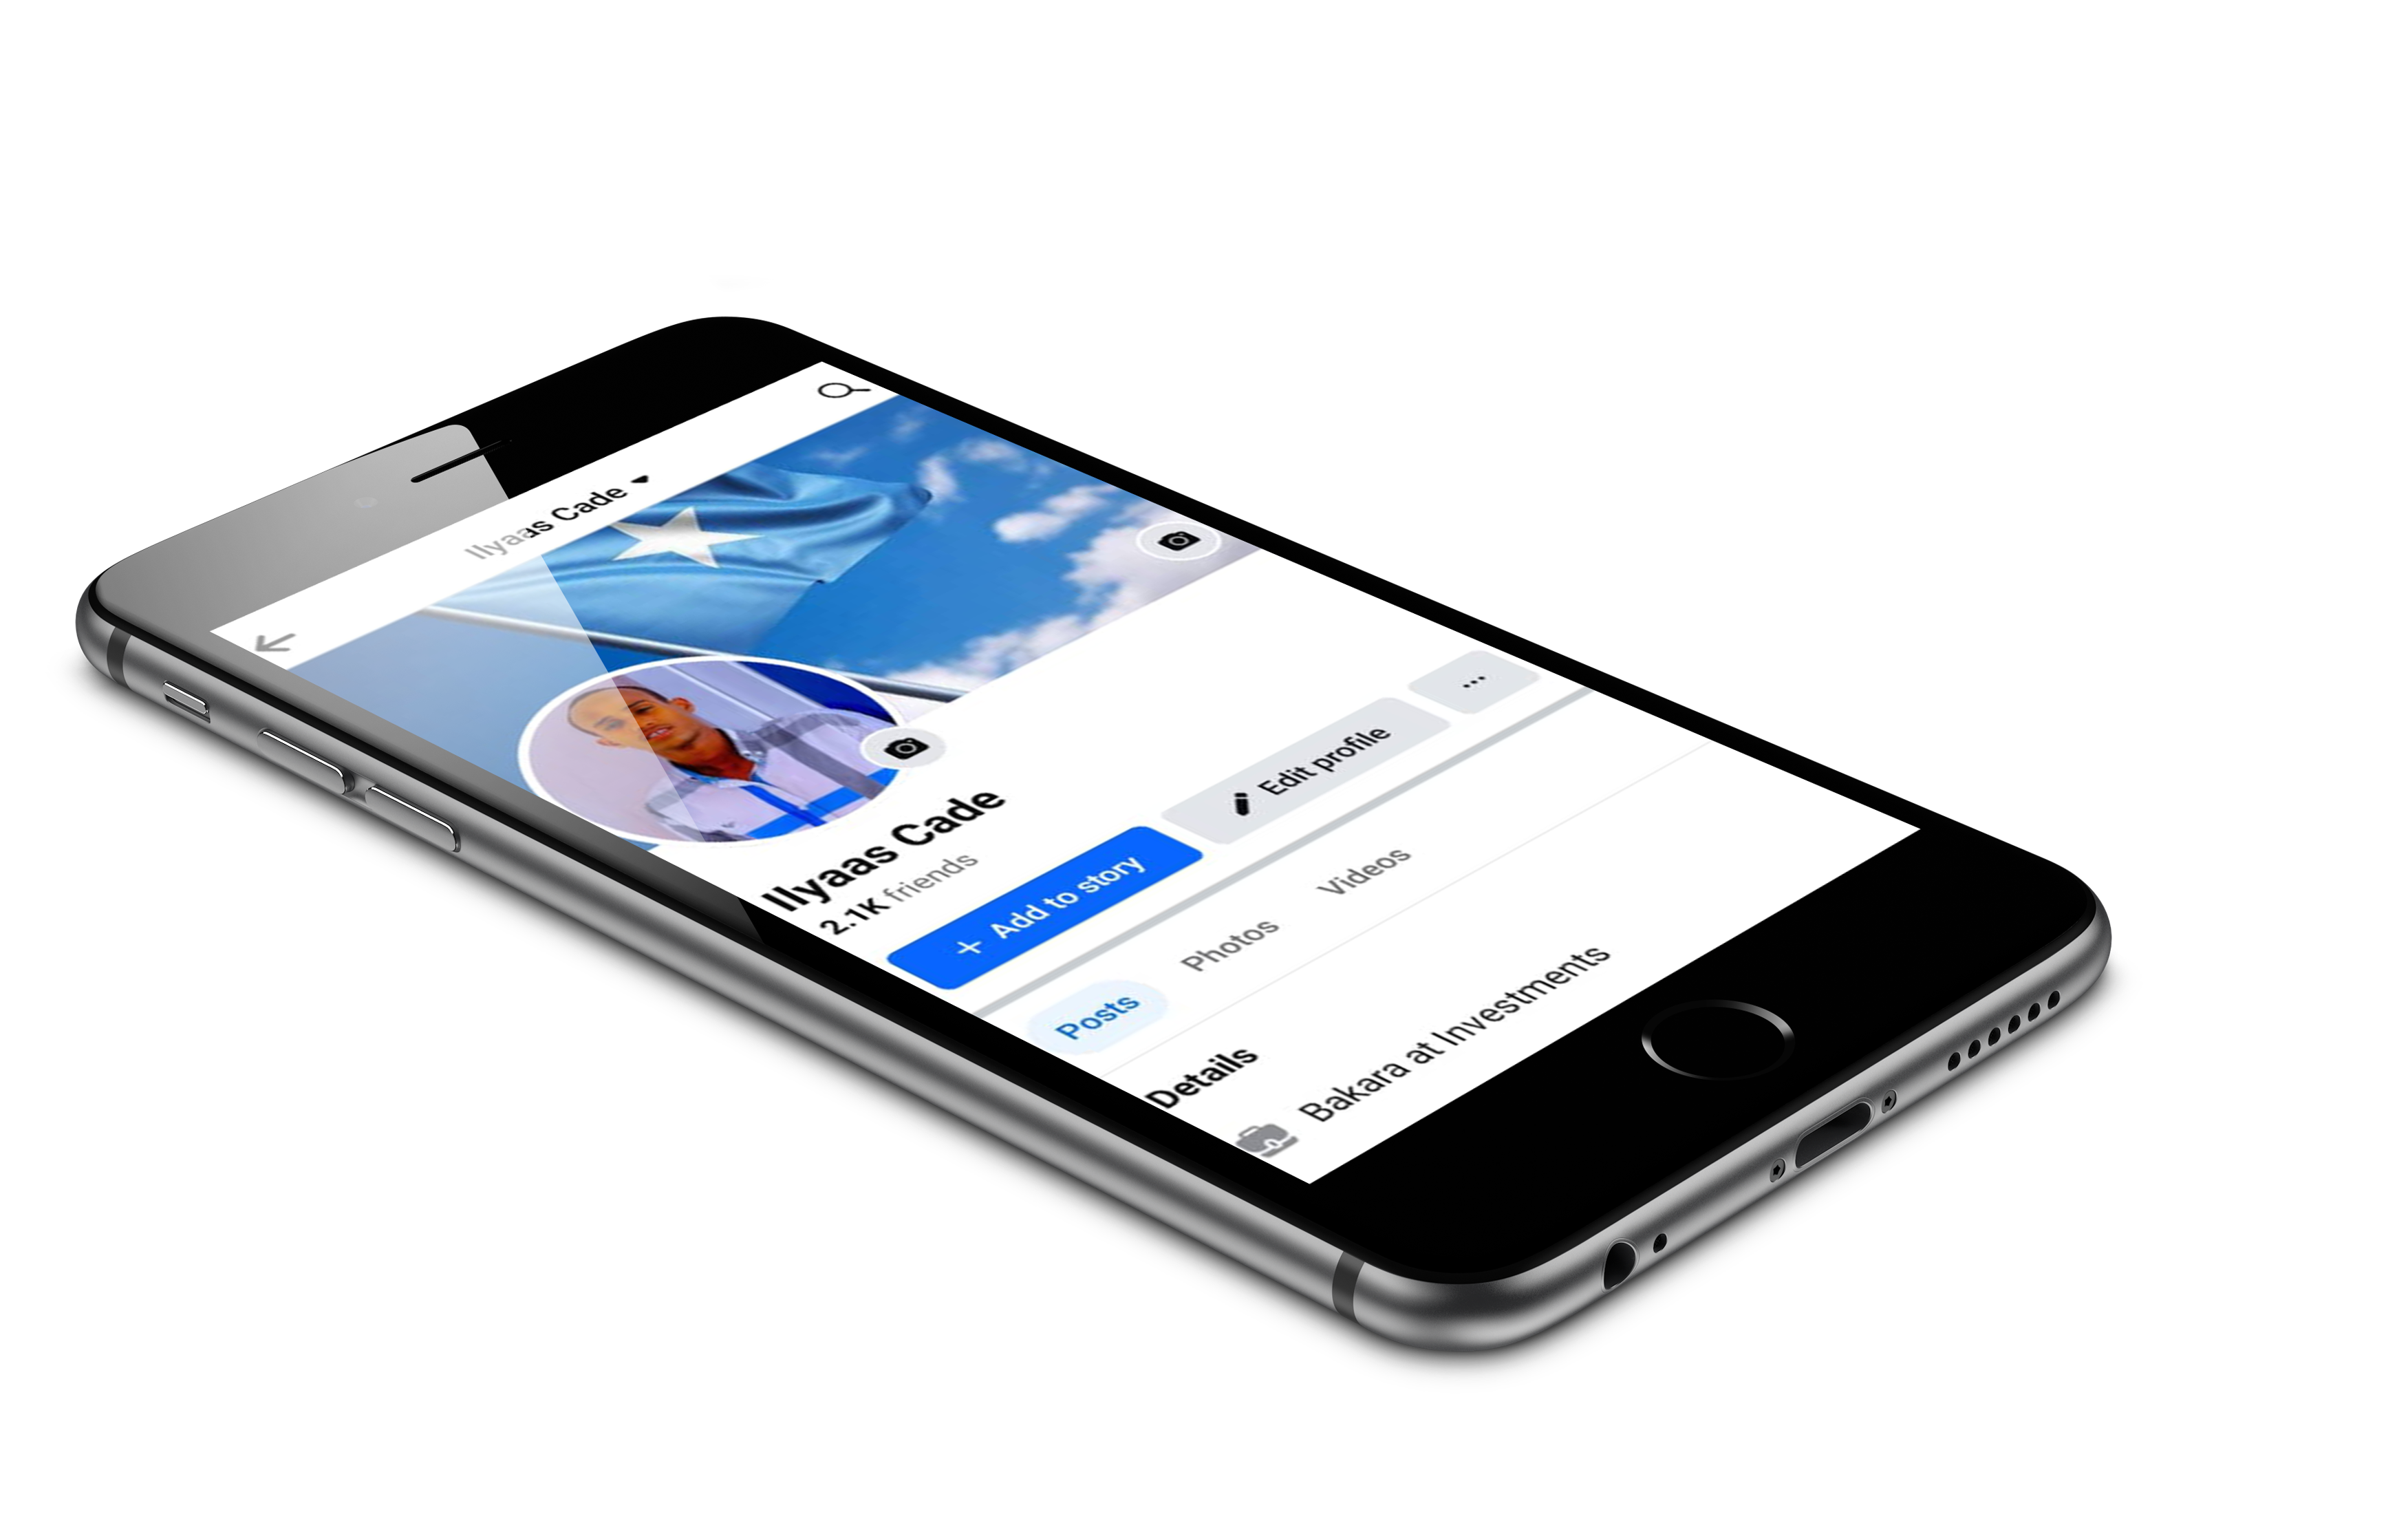 Ilyaas Cade
Ilyaas Cade
2.1K friends
+ Add to story
Edit profile
...
Posts
Photos
Videos
Details
Bakara at Investments